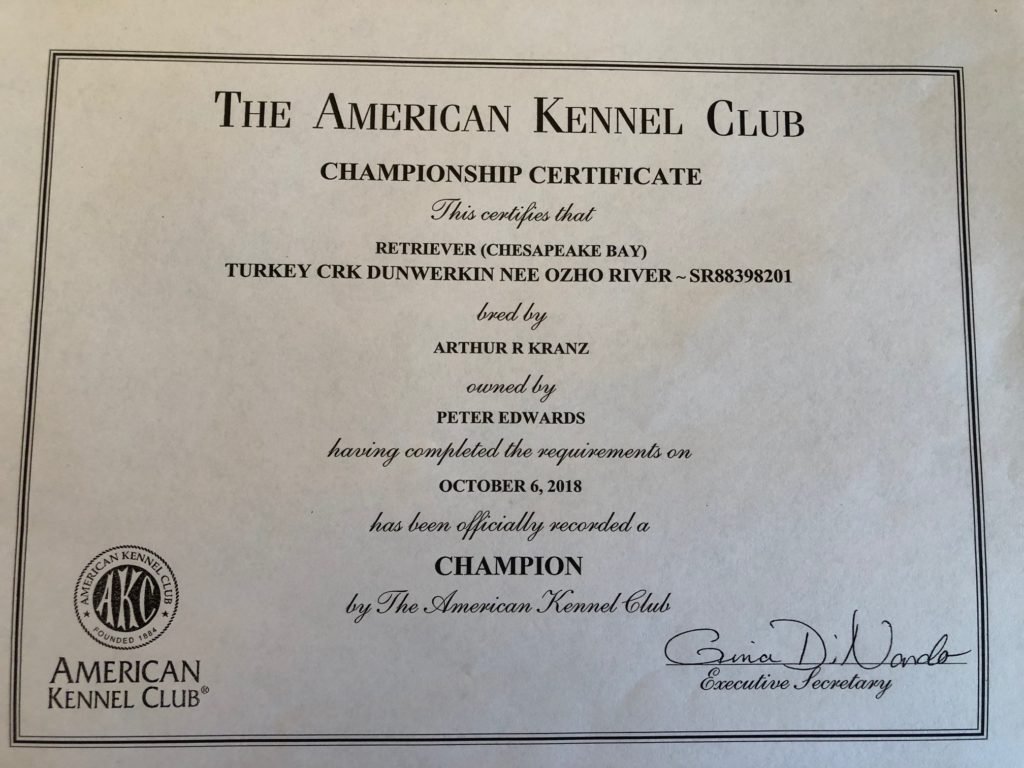 THE AMERICAN KENNEL CLUB
CHAMPIONSHIP CERTIFICATE
This certifies that
RETRIEVER (CHESAPEAKE BAY)
TURKEY CRK DUNWERKIN NEE OZHO RIVER ~ SR88398201
bred by
ARTHUR R KRANZ
owned by
PETER EDWARDS
having completed the requirements on
OCTOBER 6, 2018
has been officially recorded a
CHAMPION
by The American Kennel Club
AMERICAN KENNEL CLUB
AKC
FOUNDED 1884
AMERICAN
KENNEL CLUB®
Gina DiNardo
Executive Secretary